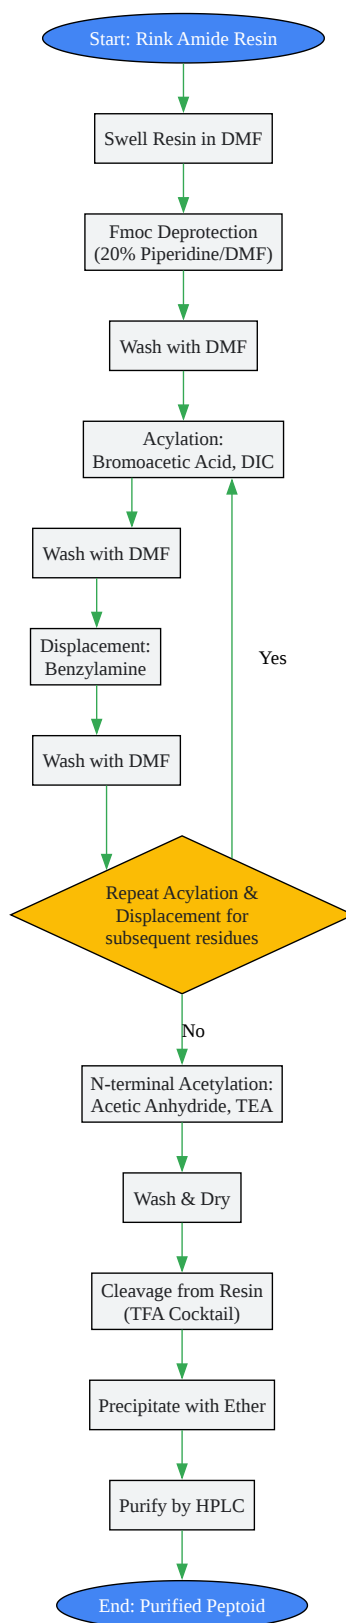 Start: Rink Amide Resin
Swell Resin in DMF
Fmoc Deprotection
(20% Piperidine/DMF)
Wash with DMF
Acylation:
Bromoacetic Acid, DIC
Wash with DMF
Displacement:
Benzylamine
Yes
Wash with DMF
Repeat Acylation &
Displacement for
subsequent residues
No
N-terminal Acetylation:
Acetic Anhydride, TEA
Wash & Dry
Cleavage from Resin
(TFA Cocktail)
Precipitate with Ether
Purify by HPLC
End: Purified Peptoid